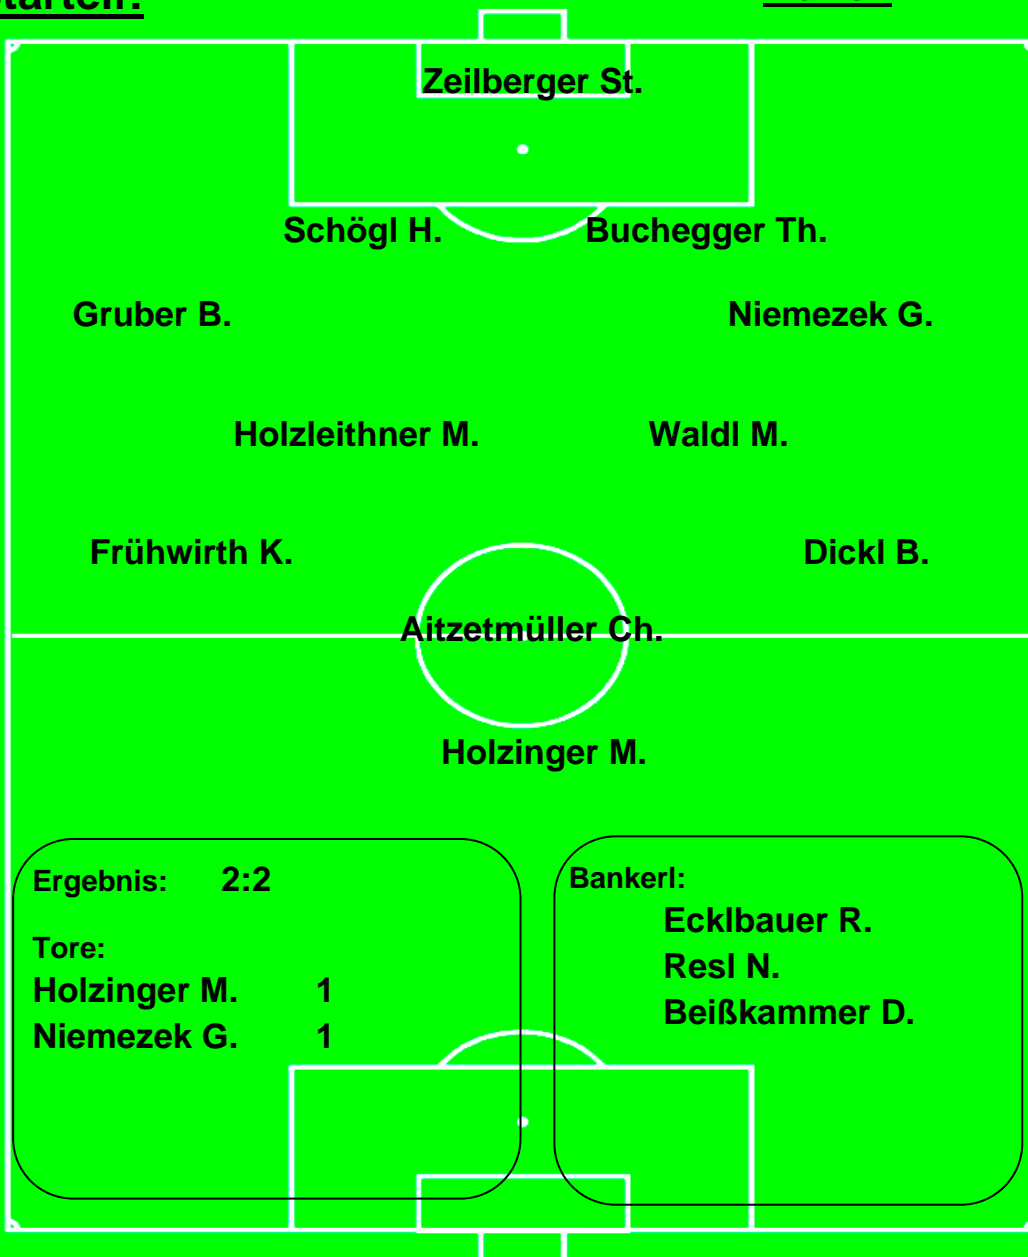 Zeilberger St.
Schögl H. Buchegger Th.
Gruber B. Niemezek G.
Holzleithner M. Waldl M.
Frühwirth K. Dickl B.
Aitzetmüller Ch.
Holzinger M.
Ergebnis: 2:2
Tore:
Holzinger M. 1
Niemezek G. 1
Bankerl:
Ecklbauer R.
Resl N.
Beißkammer D.